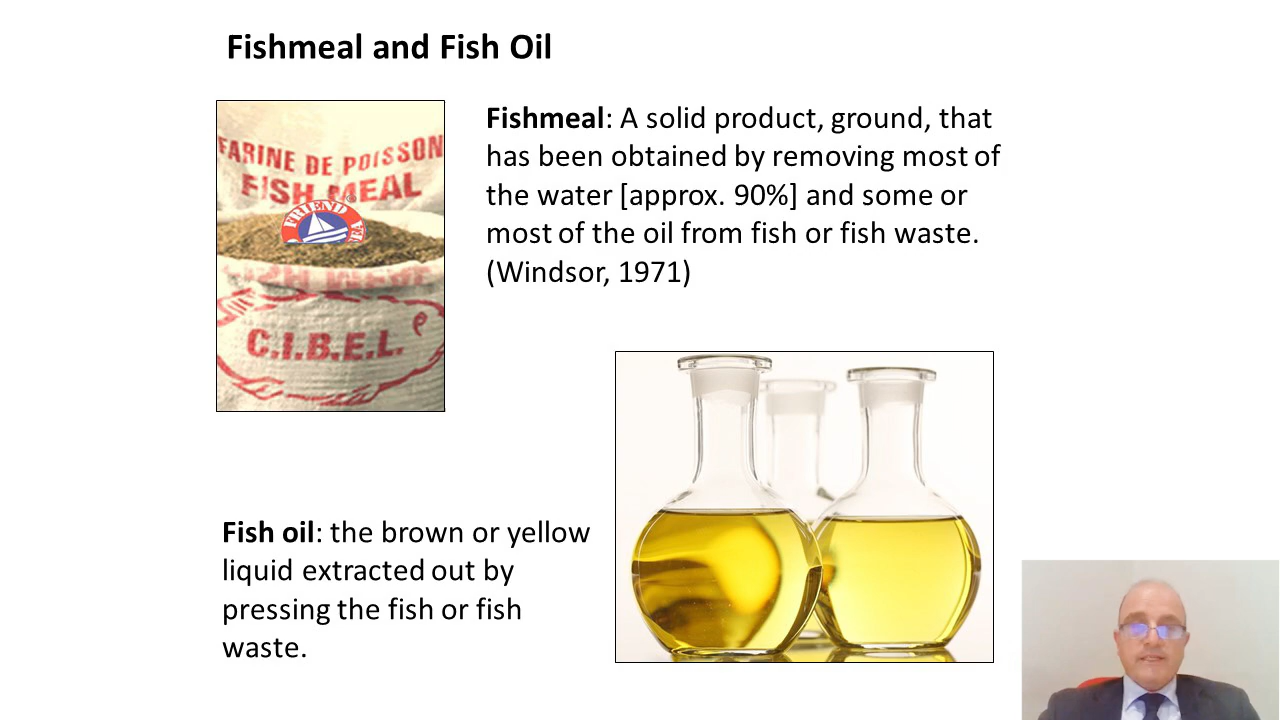 Fishmeal and Fish Oil
FARINE DE POISSON
FISH MEAL
FRIEND
C.I.B.E.L.
Fishmeal: A solid product, ground, that
has been obtained by removing most of
the water [approx. 90%] and some or
most of the oil from fish or fish waste.
(Windsor, 1971)
Fish oil: the brown or yellow
liquid extracted out by
pressing the fish or fish
waste.